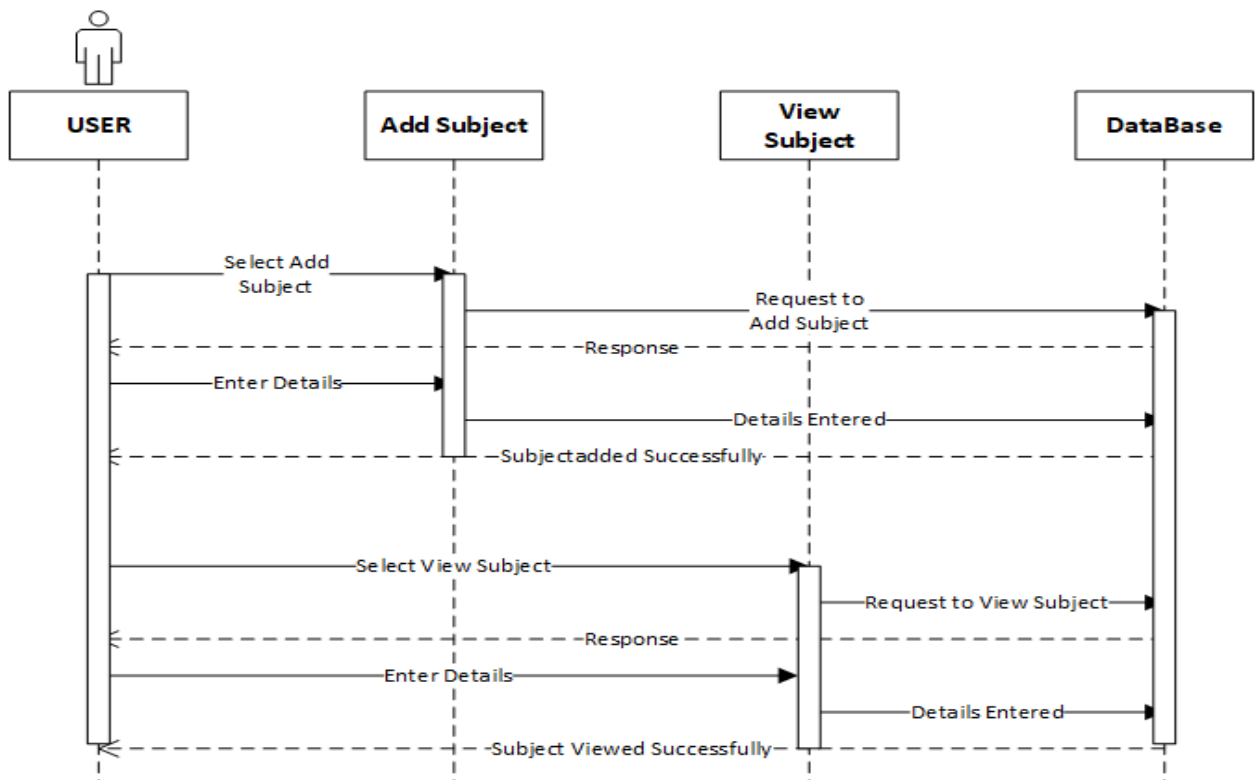 USER
Add Subject
View
Subject
DataBase
Select Add
Subject
Request to
Add Subject
Response
Enter Details
Details Entered
Subjectadded Successfully
Select View Subject
Request to View Subject
Response
Enter Details
Details Entered
Subject Viewed Successfully